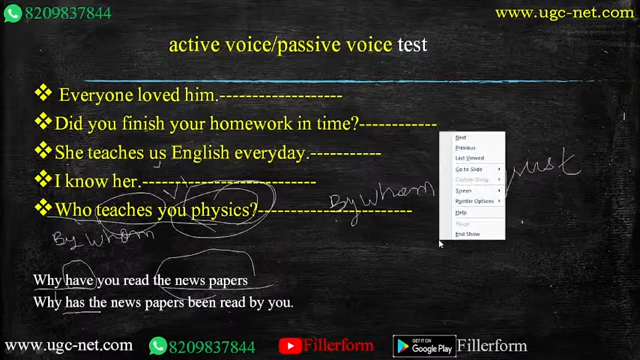 8209837844 www.ugc-net.com
active voice/passive voice test
Everyone loved him.-------------------
Did you finish your homework in time?------------
She teaches us English everyday.-----------
I know her.---------------------------
Who teaches you physics?------------------------
By whom
By whom
Next
Previous
Last Viewed
Go to Slide
Screen
Pointer Options
Help
End Show
Why have you read the news papers
Why has the news papers been read by you.
www.ugc-net.com 8209837844 Fillerform GET IT ON Google Play Fillerform